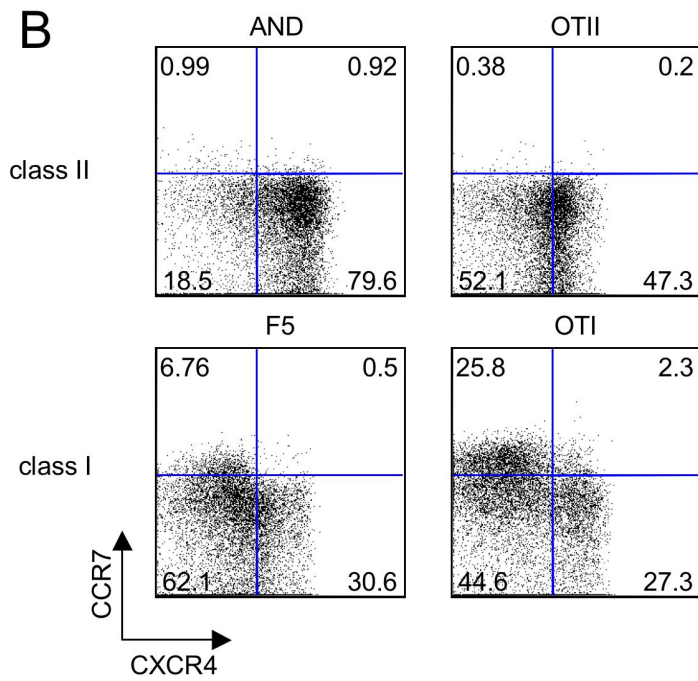 B
AND
OTII
0.99
0.92
0.38
0.2
class II
18.5
79.6
52.1
47.3
F5
OTI
6.76
0.5
25.8
2.3
class I
62.1
30.6
44.6
27.3
CCR7
CXCR4